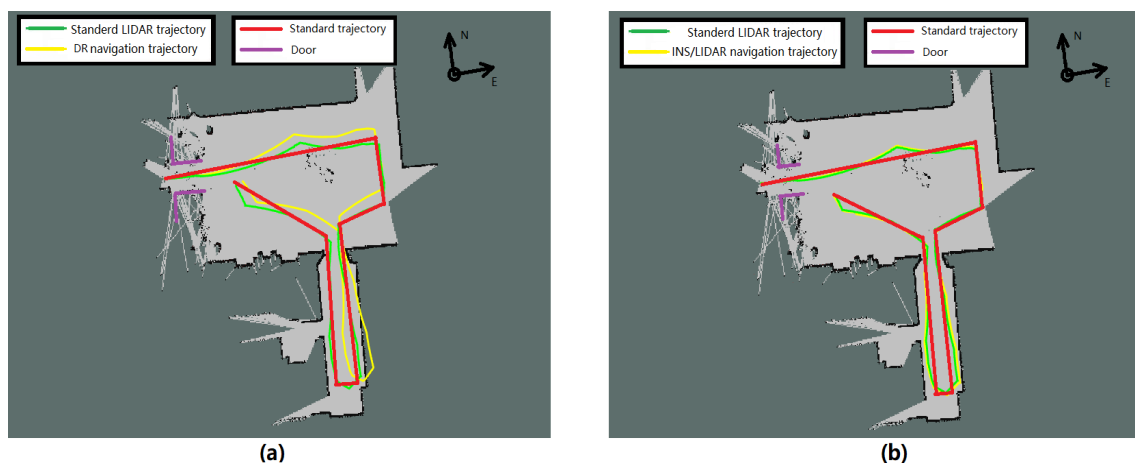 Standerd LIDAR trajectory
DR navigation trajectory
Standard trajectory
Door
N
E
(a)
Standerd LIDAR trajectory
INS/LIDAR navigation trajectory
Standard trajectory
Door
N
E
(b)